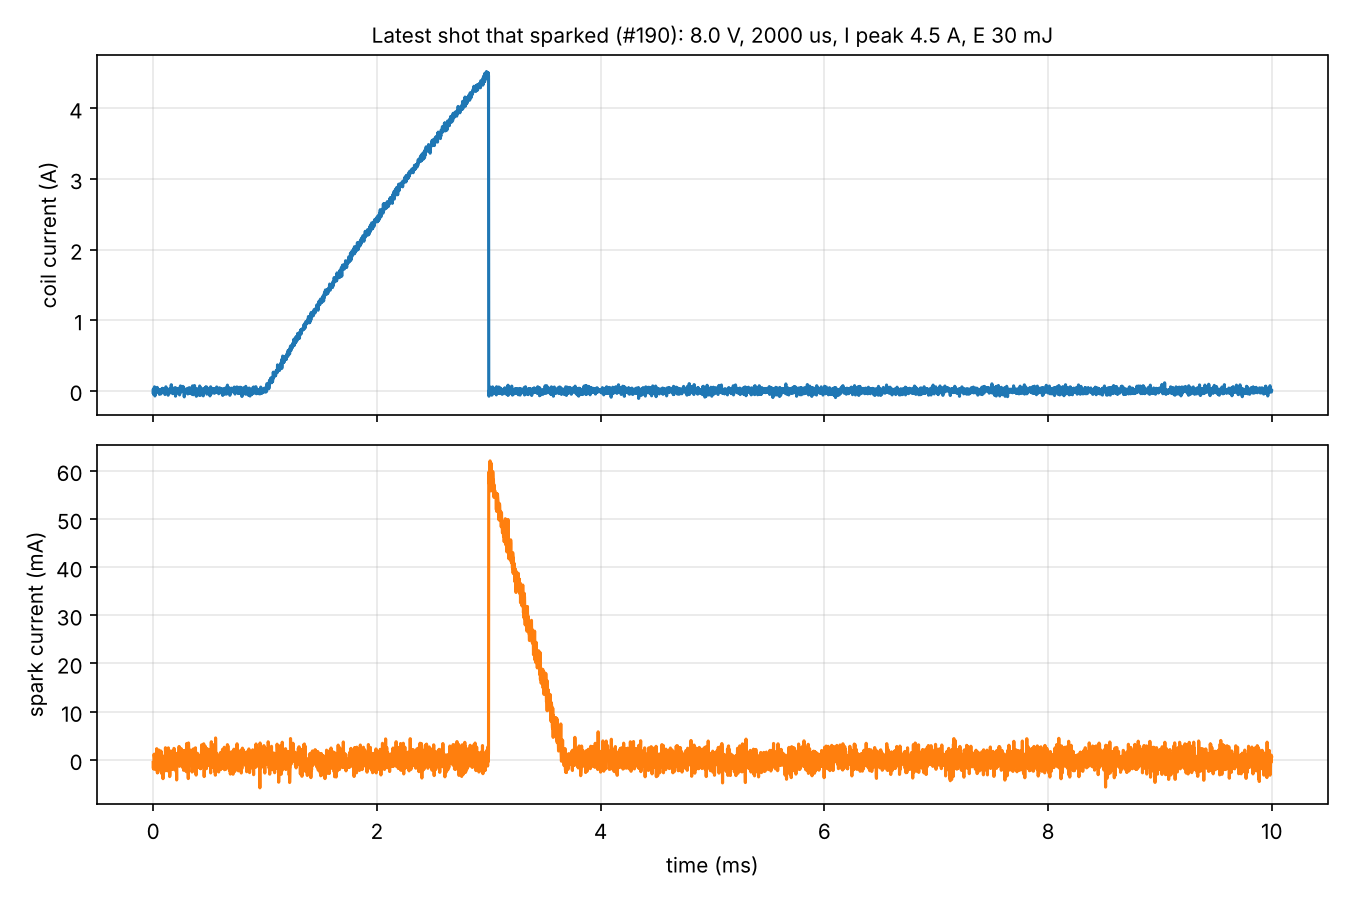 Latest shot that sparked (#190): 8.0 V, 2000 us, I peak 4.5 A, E 30 mJ
coil current (A)
4
3
2
1
0
spark current (mA)
60
50
40
30
20
10
0
0 2 4 6 8 10
time (ms)